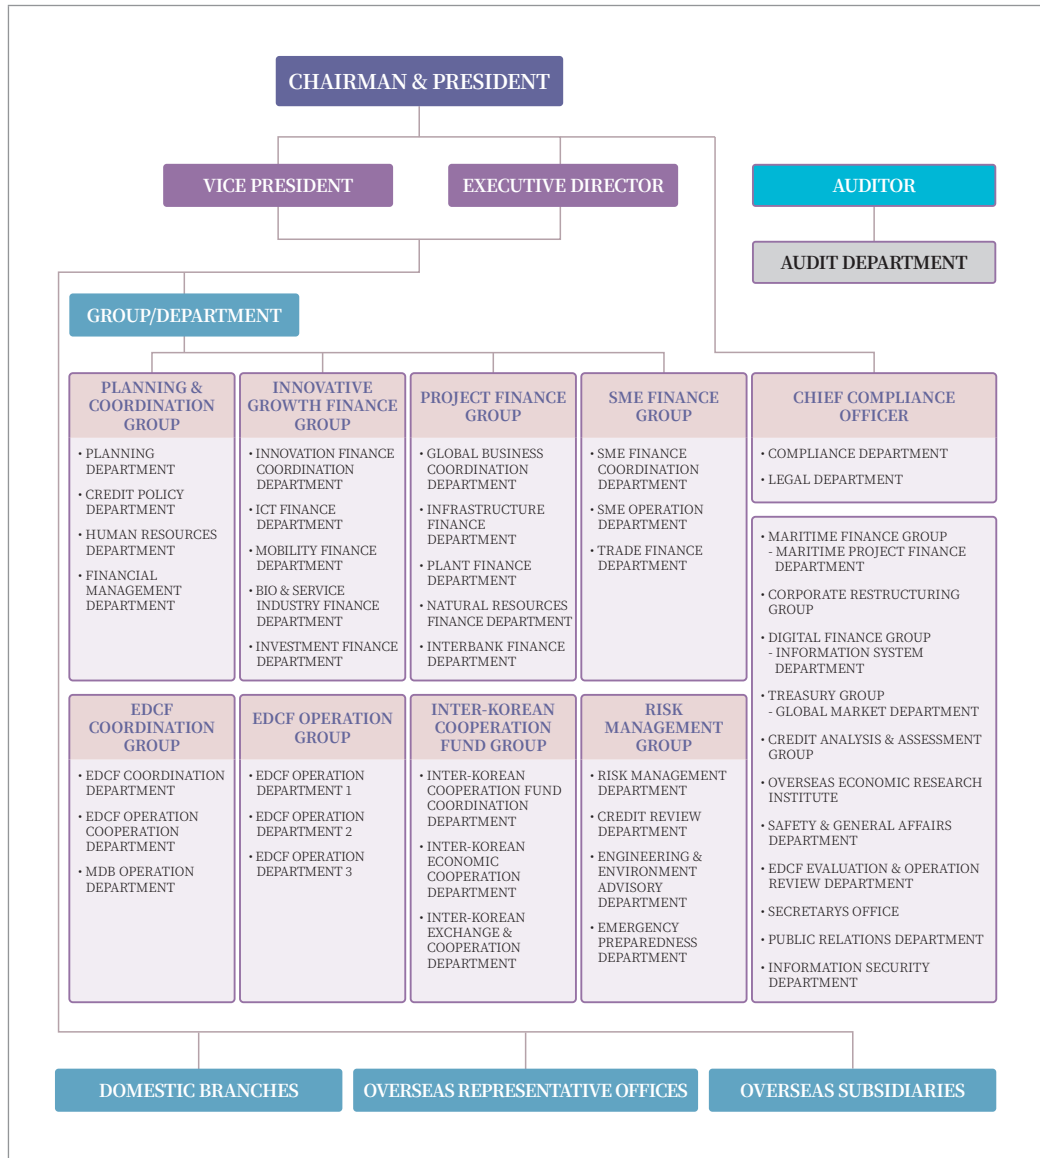 CHAIRMAN & PRESIDENT
VICE PRESIDENT
EXECUTIVE DIRECTOR
AUDITOR
AUDIT DEPARTMENT
GROUP/DEPARTMENT
PLANNING &
COORDINATION
GROUP
• PLANNING
DEPARTMENT
• CREDIT POLICY
DEPARTMENT
• HUMAN RESOURCES
DEPARTMENT
• FINANCIAL
MANAGEMENT
DEPARTMENT
INNOVATIVE
GROWTH FINANCE
GROUP
• INNOVATION FINANCE
COORDINATION
DEPARTMENT
• ICT FINANCE
DEPARTMENT
• MOBILITY FINANCE
DEPARTMENT
• BIO & SERVICE
INDUSTRY FINANCE
DEPARTMENT
• INVESTMENT FINANCE
DEPARTMENT
PROJECT FINANCE
GROUP
• GLOBAL BUSINESS
COORDINATION
DEPARTMENT
• INFRASTRUCTURE
FINANCE
DEPARTMENT
• PLANT FINANCE
DEPARTMENT
• NATURAL RESOURCES
FINANCE DEPARTMENT
• INTERBANK FINANCE
DEPARTMENT
SME FINANCE
GROUP
• SME FINANCE
COORDINATION
DEPARTMENT
• SME OPERATION
DEPARTMENT
• TRADE FINANCE
DEPARTMENT
CHIEF COMPLIANCE
OFFICER
• COMPLIANCE DEPARTMENT
• LEGAL DEPARTMENT
• MARITIME FINANCE GROUP
- MARITIME PROJECT FINANCE
DEPARTMENT
• CORPORATE RESTRUCTURING
GROUP
• DIGITAL FINANCE GROUP
- INFORMATION SYSTEM
DEPARTMENT
• TREASURY GROUP
- GLOBAL MARKET DEPARTMENT
• CREDIT ANALYSIS & ASSESSMENT
GROUP
• OVERSEAS ECONOMIC RESEARCH
INSTITUTE
• SAFETY & GENERAL AFFAIRS
DEPARTMENT
• EDCF EVALUATION & OPERATION
REVIEW DEPARTMENT
• SECRETARYS OFFICE
• PUBLIC RELATIONS DEPARTMENT
• INFORMATION SECURITY
DEPARTMENT
EDCF
COORDINATION
GROUP
• EDCF COORDINATION
DEPARTMENT
• EDCF OPERATION
COOPERATION
DEPARTMENT
• MDB OPERATION
DEPARTMENT
EDCF OPERATION
GROUP
• EDCF OPERATION
DEPARTMENT 1
• EDCF OPERATION
DEPARTMENT 2
• EDCF OPERATION
DEPARTMENT 3
INTER-KOREAN
COOPERATION
FUND GROUP
• INTER-KOREAN
COOPERATION FUND
COORDINATION
DEPARTMENT
• INTER-KOREAN
ECONOMIC
COOPERATION
DEPARTMENT
• INTER-KOREAN
EXCHANGE &
COOPERATION
DEPARTMENT
RISK
MANAGEMENT
GROUP
• RISK MANAGEMENT
DEPARTMENT
• CREDIT REVIEW
DEPARTMENT
• ENGINEERING &
ENVIRONMENT
ADVISORY
DEPARTMENT
• EMERGENCY
PREPAREDNESS
DEPARTMENT
DOMESTIC BRANCHES
OVERSEAS REPRESENTATIVE OFFICES
OVERSEAS SUBSIDIARIES